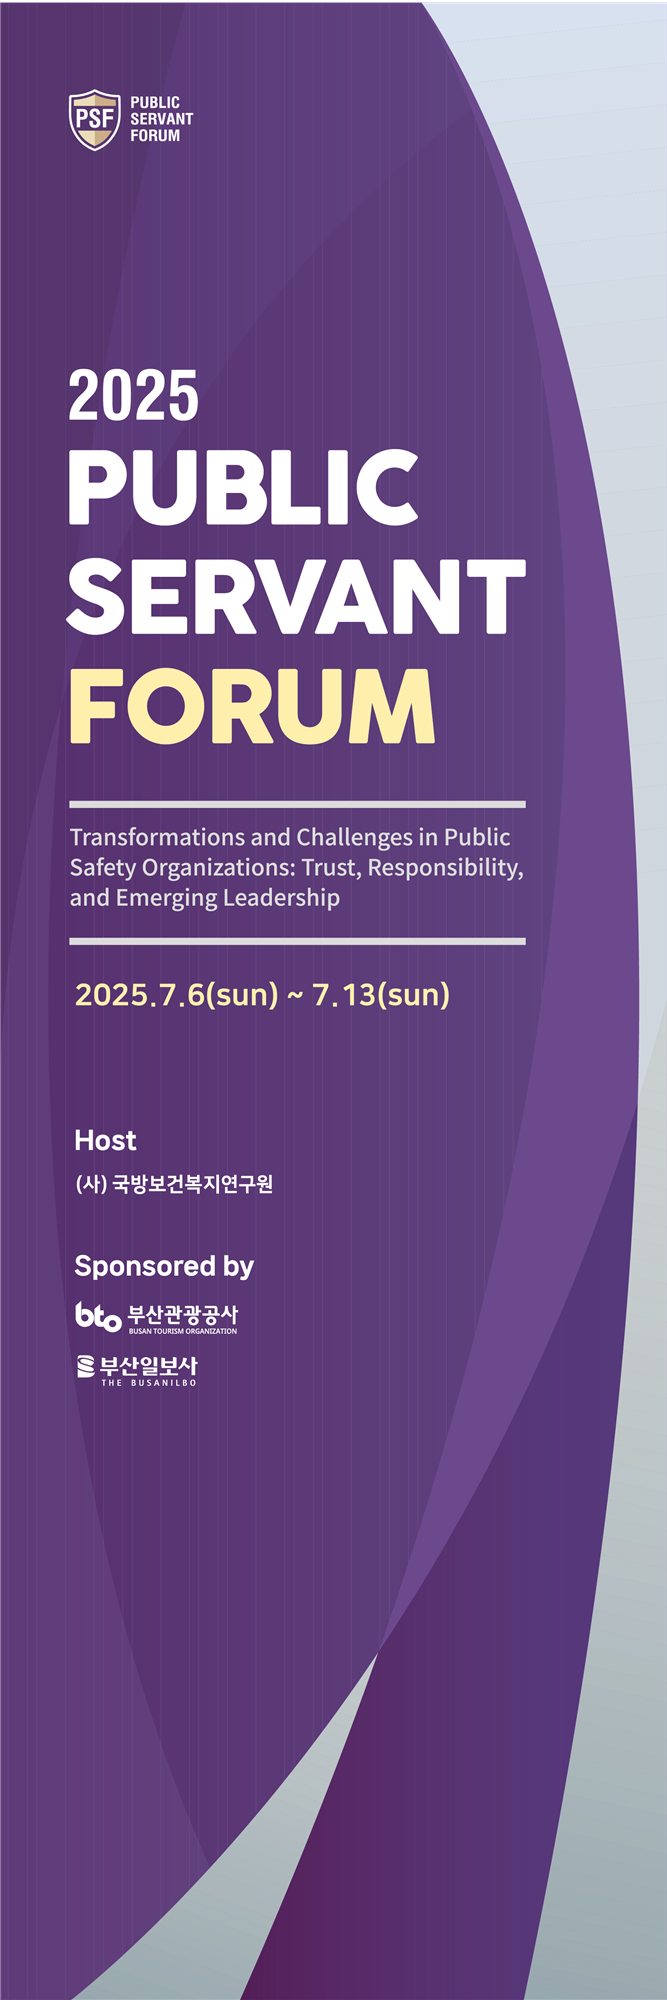 PSF
PUBLIC
SERVANT
FORUM
2025
PUBLIC
SERVANT
FORUM
Transformations and Challenges in Public
Safety Organizations: Trust, Responsibility,
and Emerging Leadership
2025.7.6(sun) ~ 7.13(sun)
Host
(사) 국방보건복지연구원
Sponsored by
bto 부산관광공사
BUSAN TOURISM ORGANIZATION
부산일보사
THE BUSANILBO